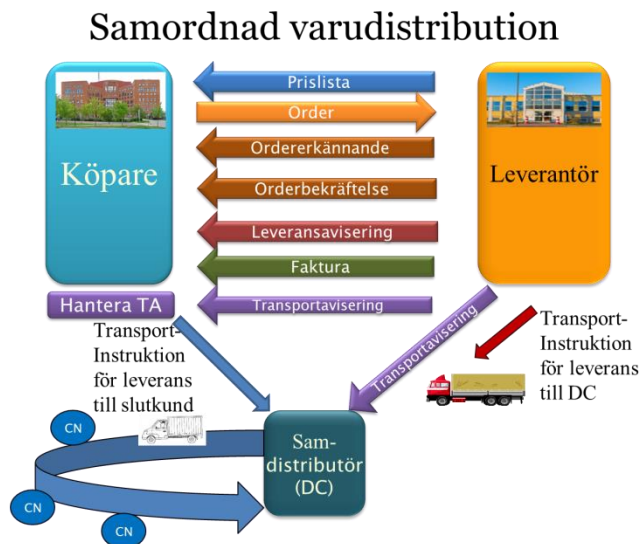 Samordnad varudistribution
Prislista
Order
Ordererkännande
Köpare
Orderbekräftelse
Leverantör
Leveransavisering
Faktura
Hantera TA
Transportavisering
Transport-
Instruktion
för leverans
till slutkund
Transportavisering
Transport-
Instruktion
för leverans
till DC
CN
Sam-
distributör
(DC)
CN
CN